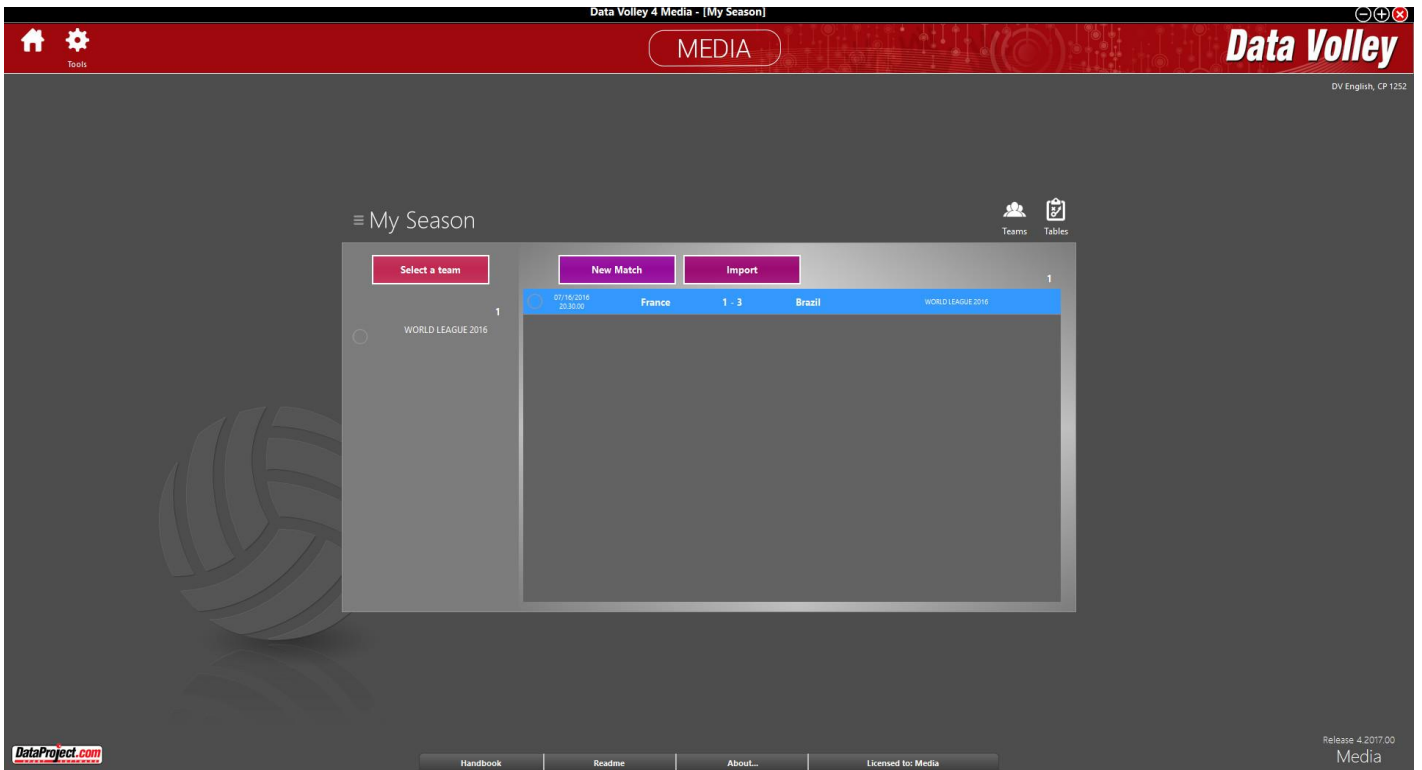 Data Volley 4 Media - [My Season]
Tools
MEDIA
Data Volley
DV English, CP 1252
My Season
Teams
Tables
Select a team
New Match
Import
1
1
07/16/2016
20.30.00
France
1 - 3
Brazil
WORLD LEAGUE 2016
WORLD LEAGUE 2016
DataProject.com
Handbook
Readme
About...
Licensed to: Media
Release 4.2017.00
Media